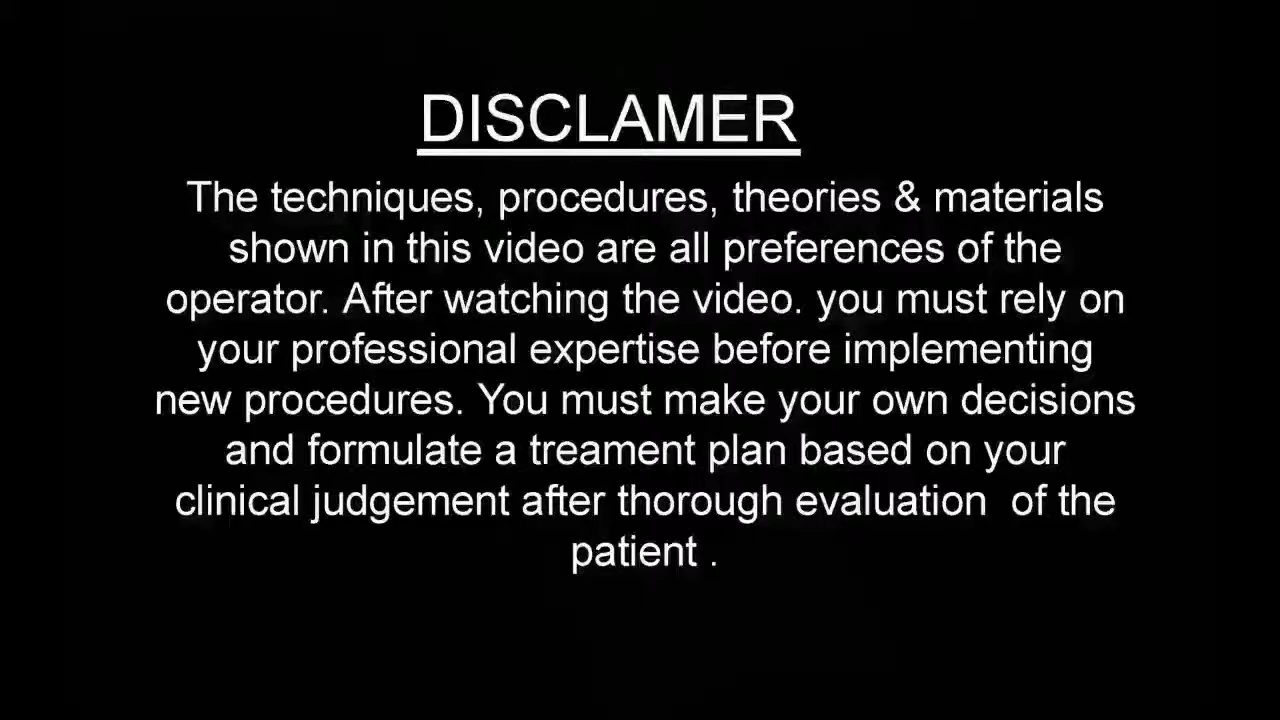 DISCLAMER
The techniques, procedures, theories & materials
shown in this video are all preferences of the
operator. After watching the video. you must rely on
your professional expertise before implementing
new procedures. You must make your own decisions
and formulate a treament plan based on your
clinical judgement after thorough evaluation  of the
patient .